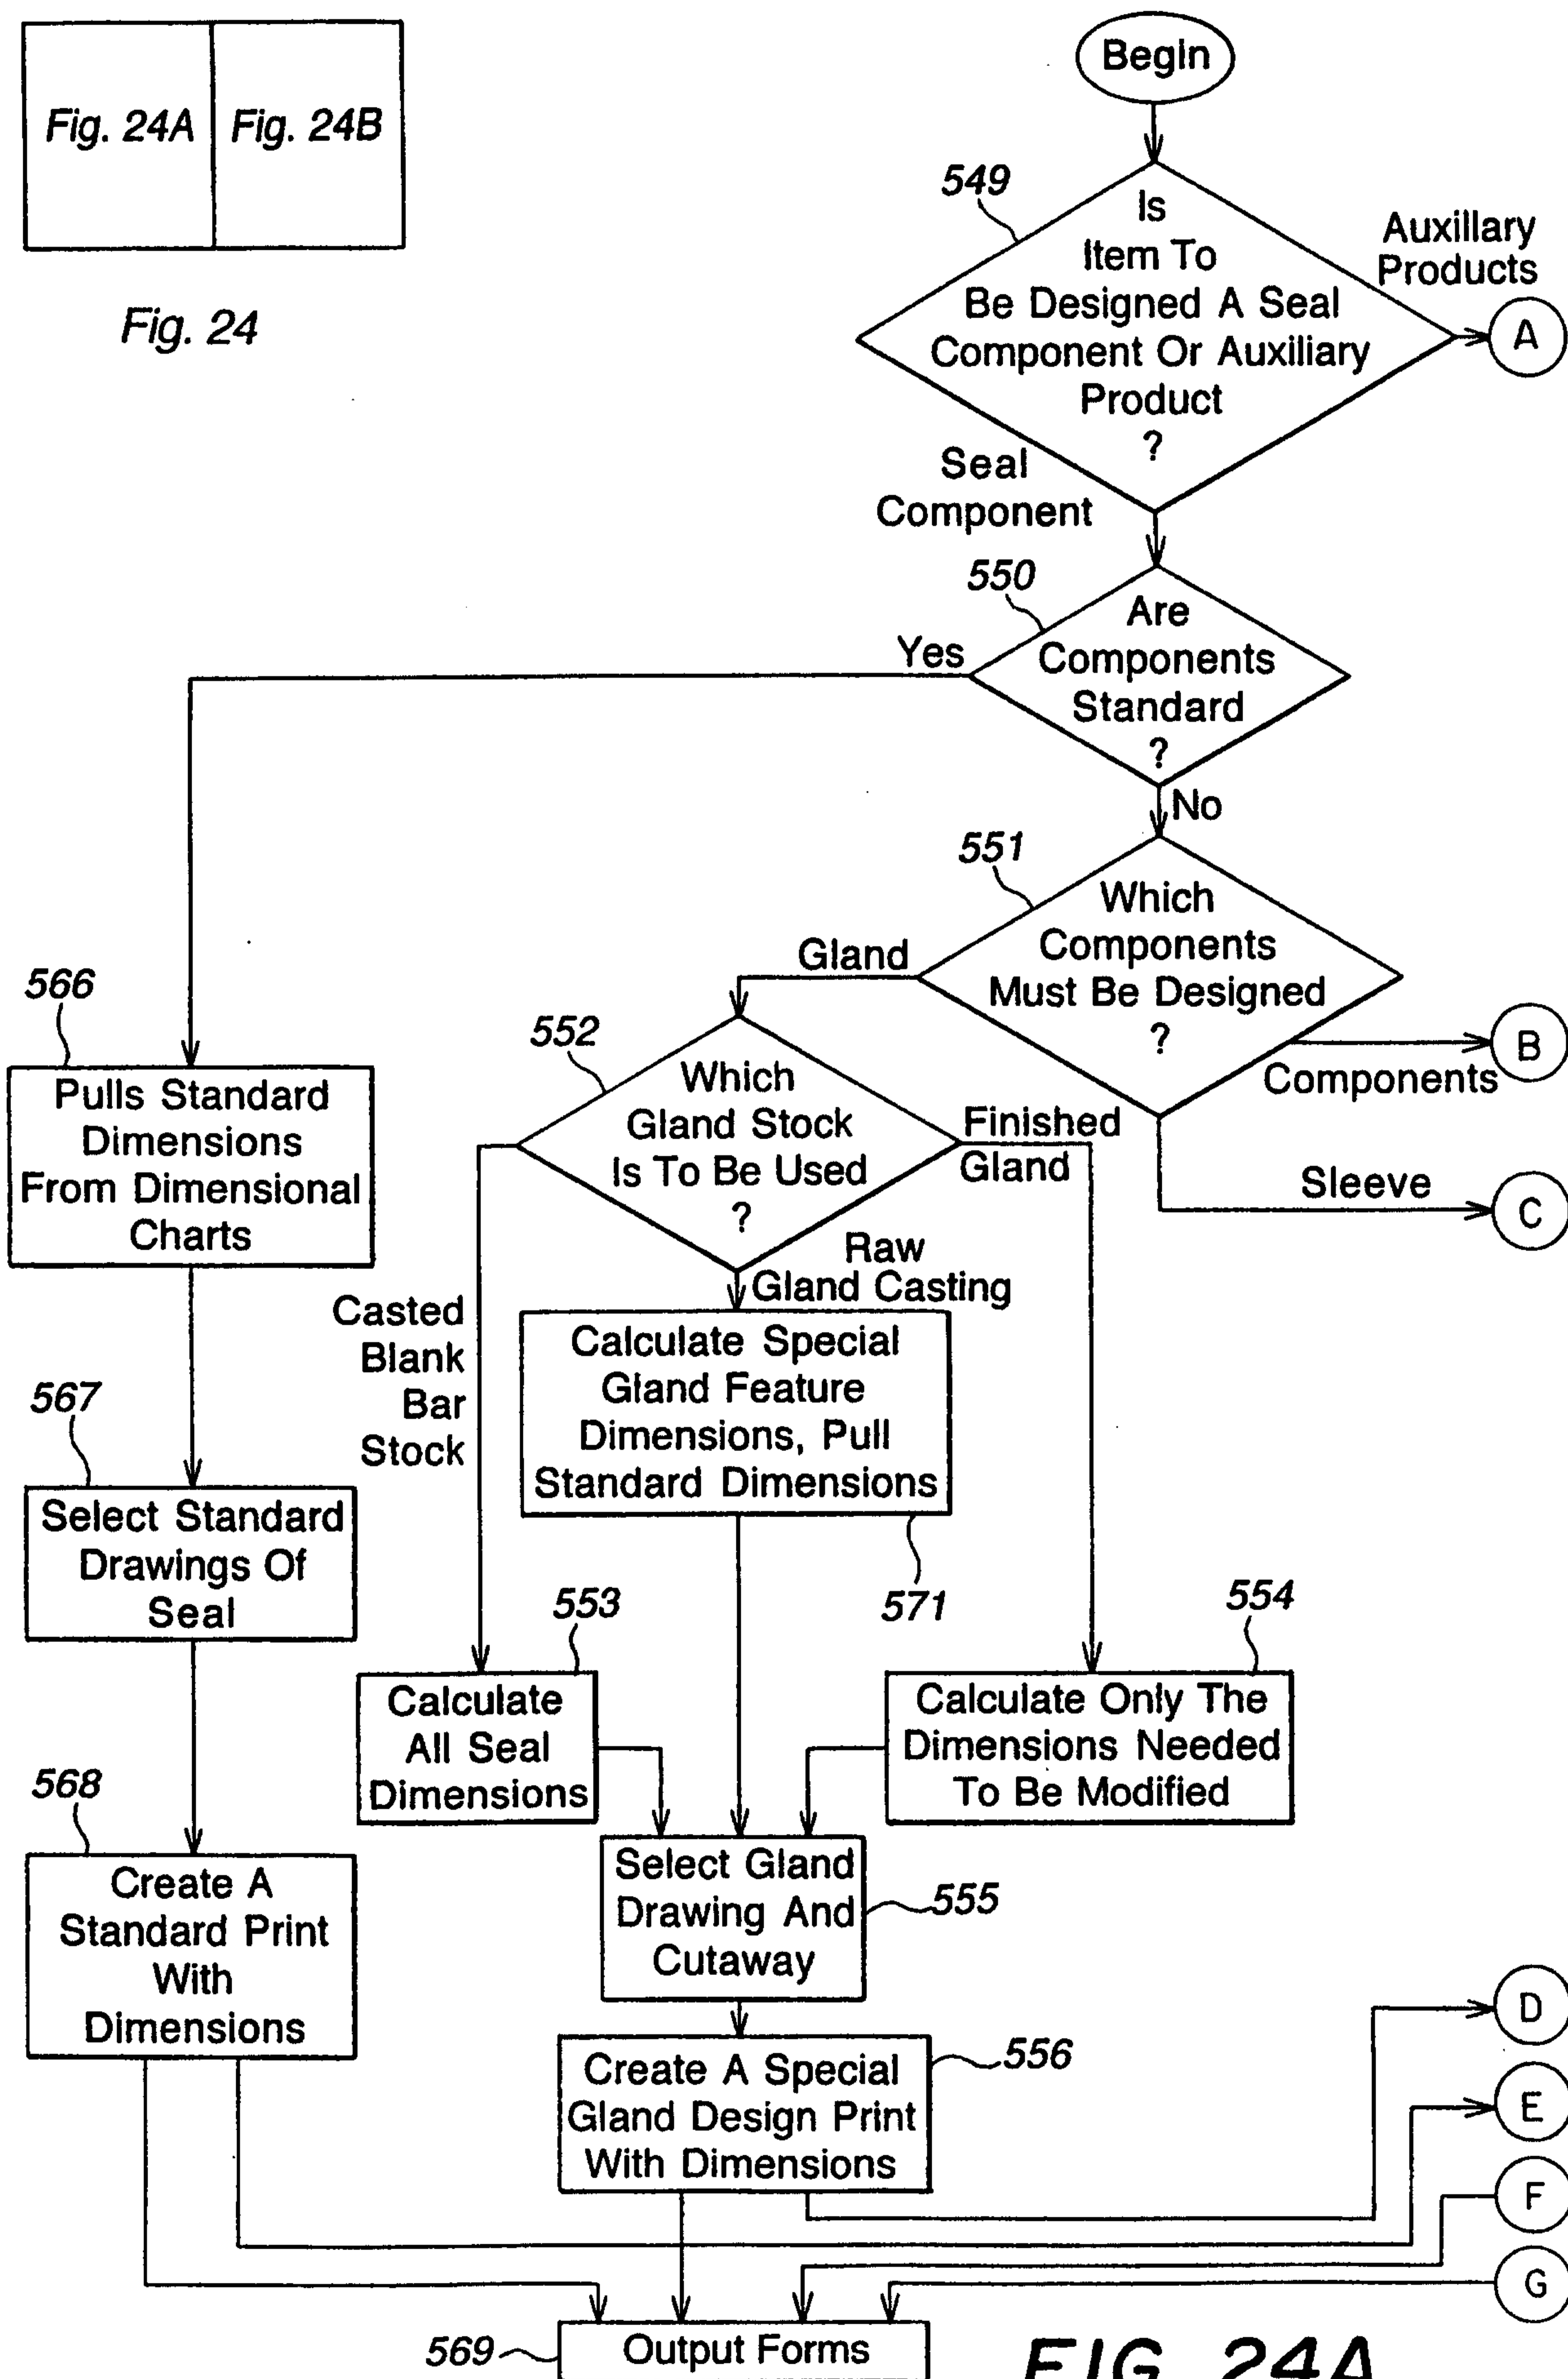 Fig. 24A
Fig. 24B
Fig. 24
Begin
549
Is
Item To
Be Designed A Seal
Component Or Auxiliary
Product
?
Auxillary
Products
A
Seal
Component
550
Are
Components
Standard
?
Yes
No
551
Which
Components
Must Be Designed
?
Gland
B
Components
Sleeve
C
552
Which
Gland Stock
Is To Be Used
?
Finished
Gland
Raw
Gland Casting
Casted
Blank
Bar
Stock
566
Pulls Standard
Dimensions
From Dimensional
Charts
Calculate Special
Gland Feature
Dimensions, Pull
Standard Dimensions
571
567
Select Standard
Drawings Of
Seal
553
Calculate
All Seal
Dimensions
554
Calculate Only The
Dimensions Needed
To Be Modified
568
Create A
Standard Print
With
Dimensions
Select Gland
Drawing And
Cutaway
555
Create A Special
Gland Design Print
With Dimensions
556
D
E
F
G
569
Output Forms
FIG. 24A